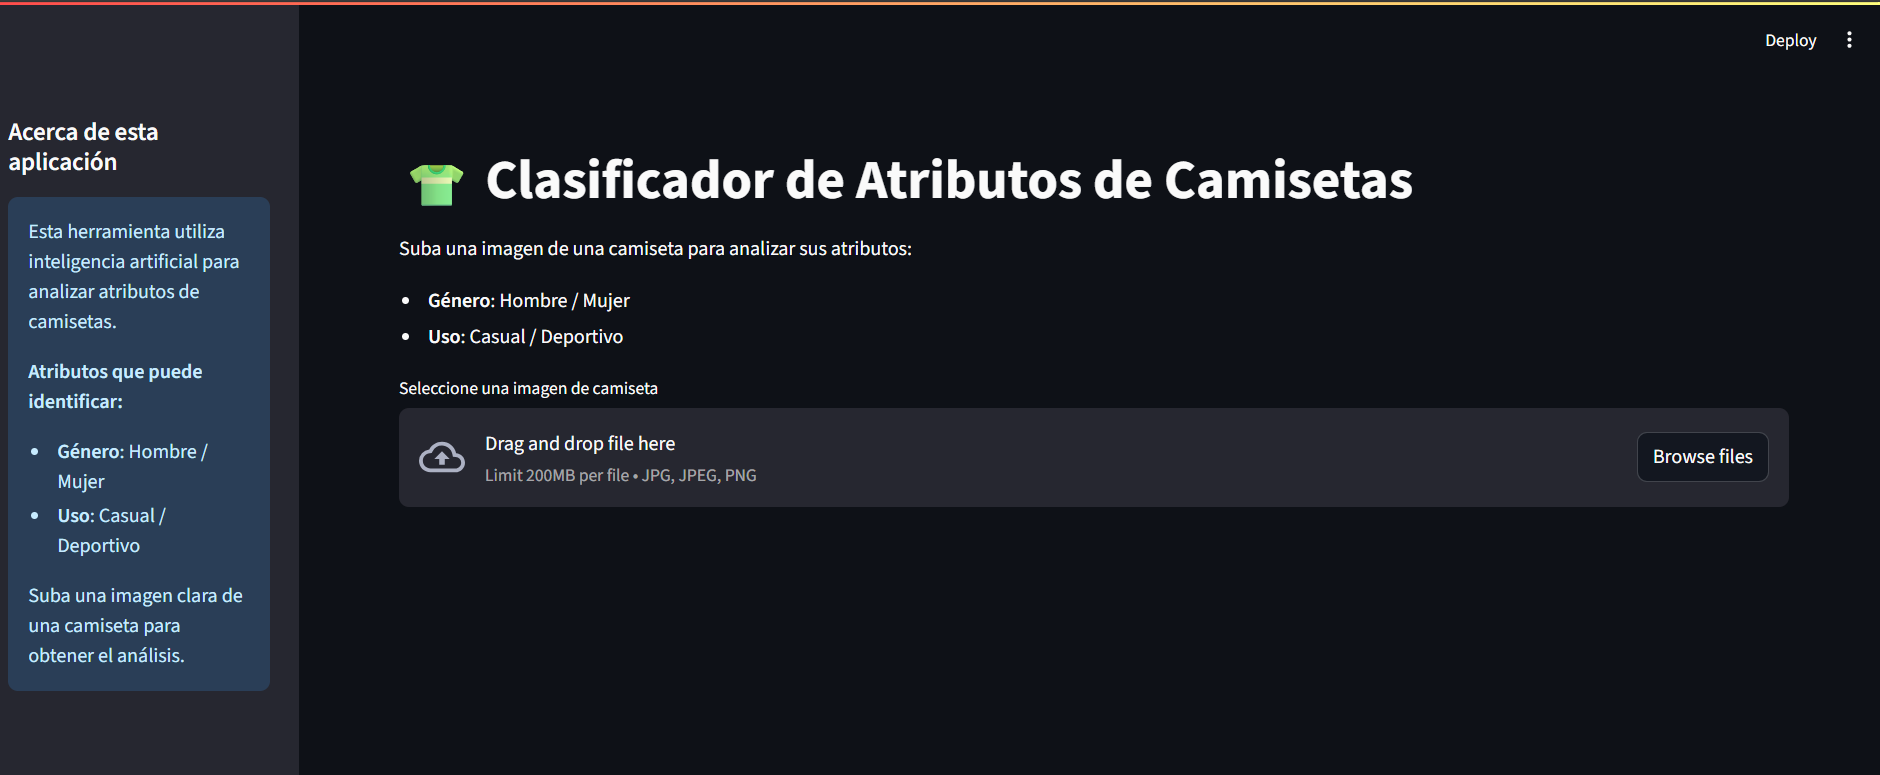 Deploy
Acerca de esta
aplicación
Esta herramienta utiliza
inteligencia artificial para
analizar atributos de
camisetas.
Atributos que puede
identificar:
• Género: Hombre /
Mujer
• Uso: Casual /
Deportivo
Suba una imagen clara de
una camiseta para
obtener el análisis.
Clasificador de Atributos de Camisetas
Suba una imagen de una camiseta para analizar sus atributos:
• Género: Hombre / Mujer
• Uso: Casual / Deportivo
Seleccione una imagen de camiseta
Drag and drop file here
Limit 200MB per file • JPG, JPEG, PNG
Browse files